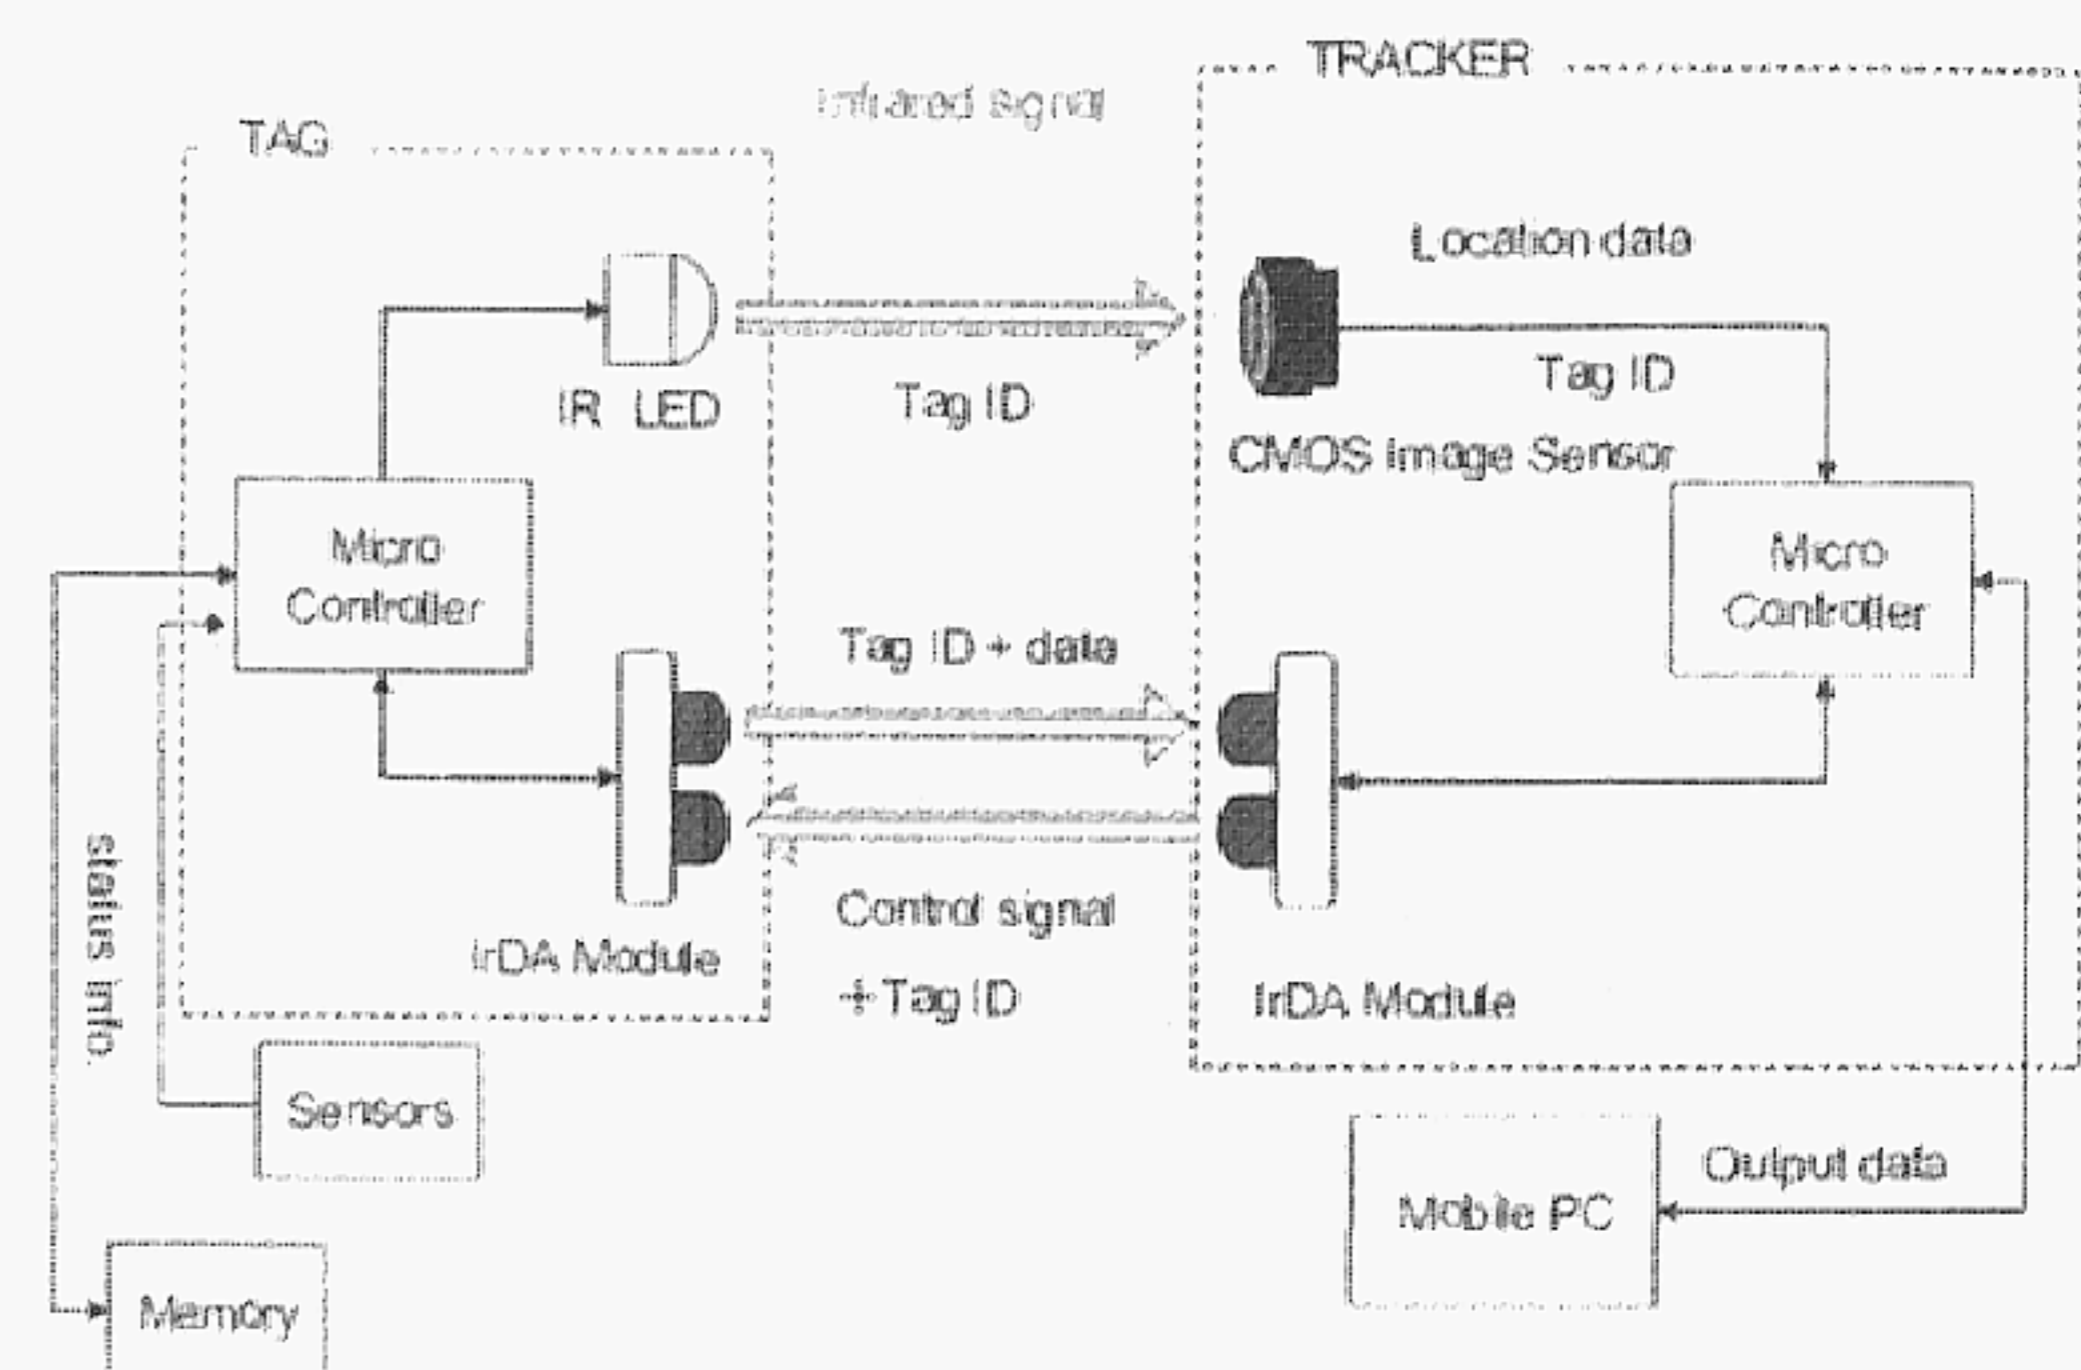 TRACKER
Infrared signal
TAG
Location data
Tag ID
IR LED
Tag ID
CMOS Image Sensor
Micro
Controller
Micro
Controller
Tag ID + data
status info.
Control signal
+ Tag ID
IrDA Module
IrDA Module
Sensors
Output data
Mobile PC
Memory